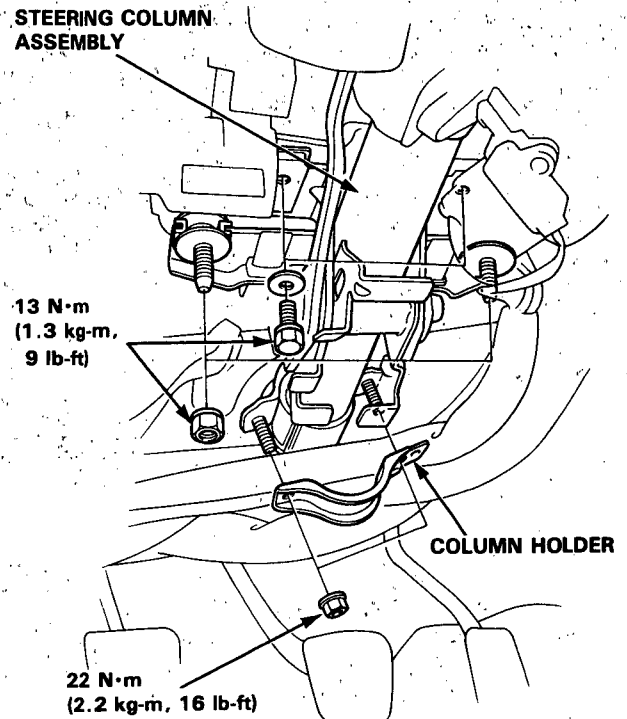 STEERING COLUMN
ASSEMBLY
13 N·m
(1.3 kg-m,
9 lb-ft)
COLUMN HOLDER
22 N·m
(2.2 kg-m, 16 lb-ft)